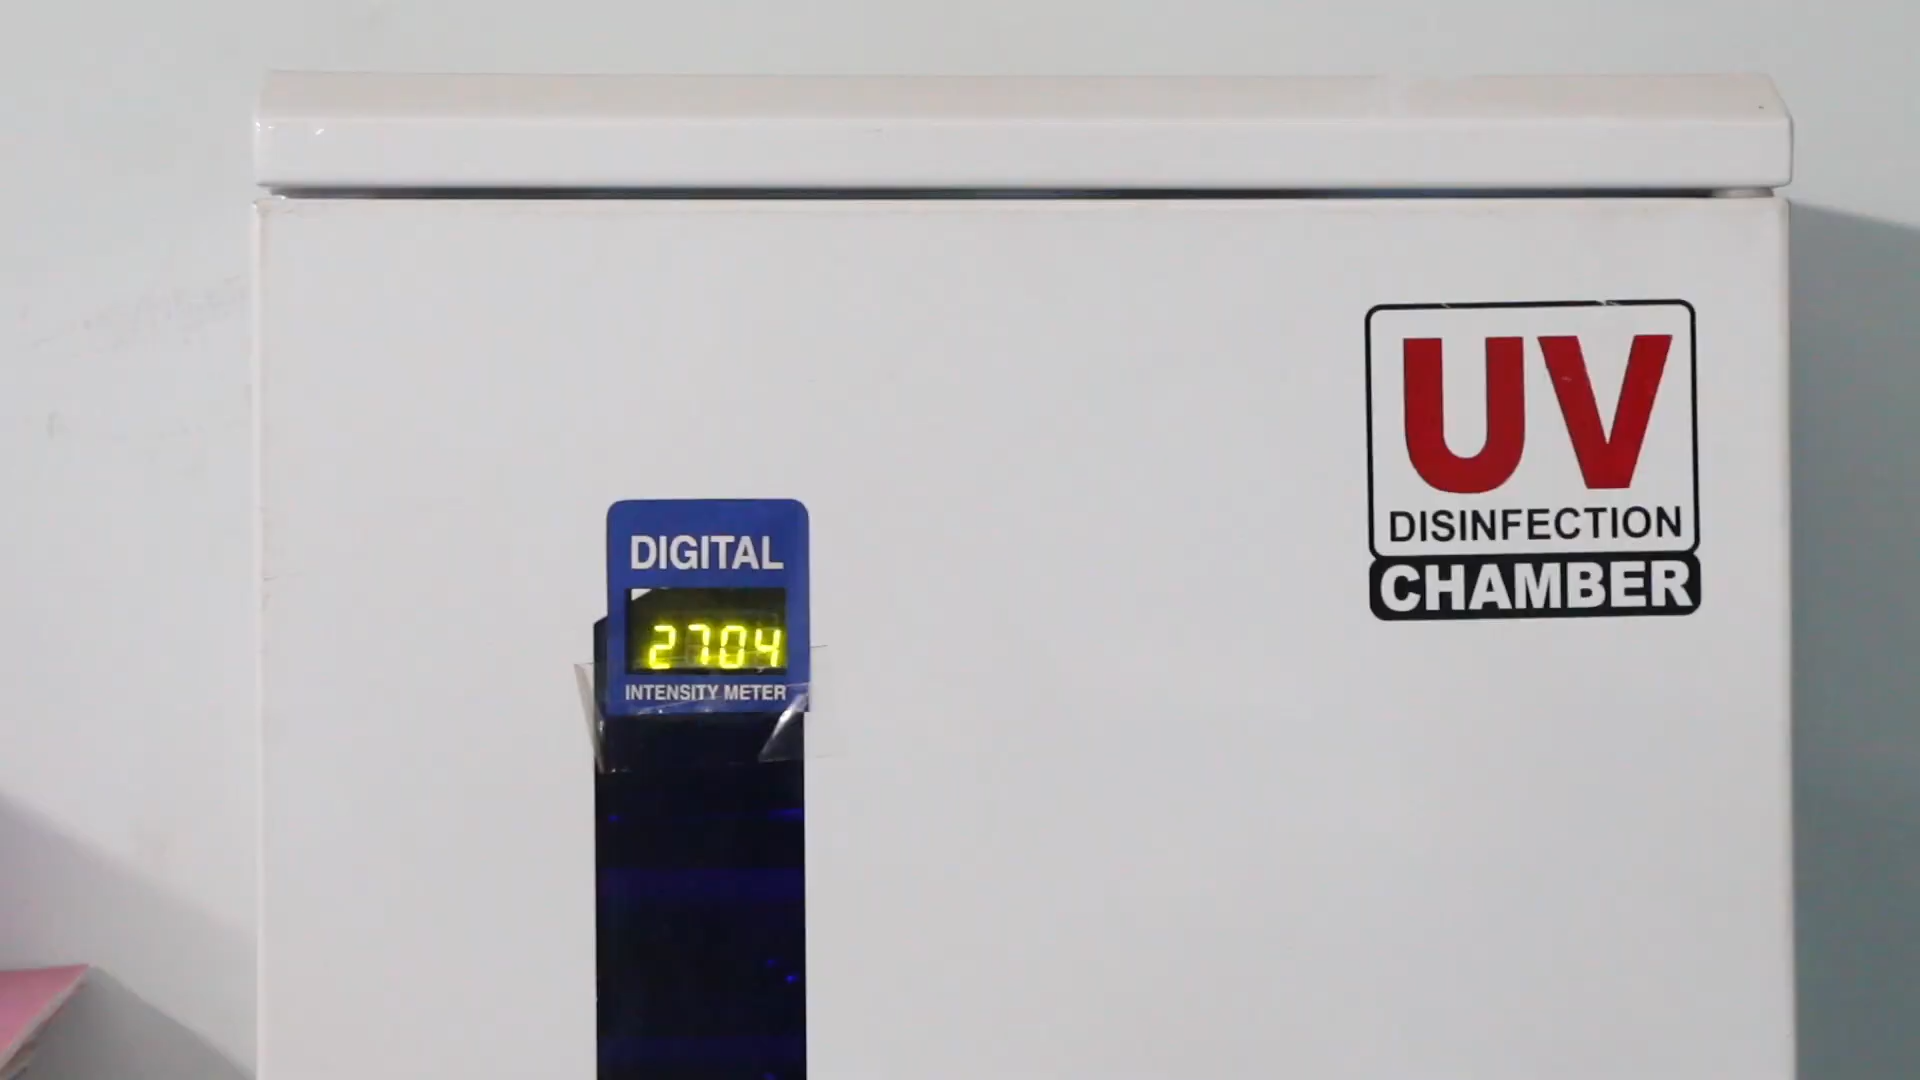 UV
DISINFECTION
CHAMBER
DIGITAL
2704
INTENSITY METER